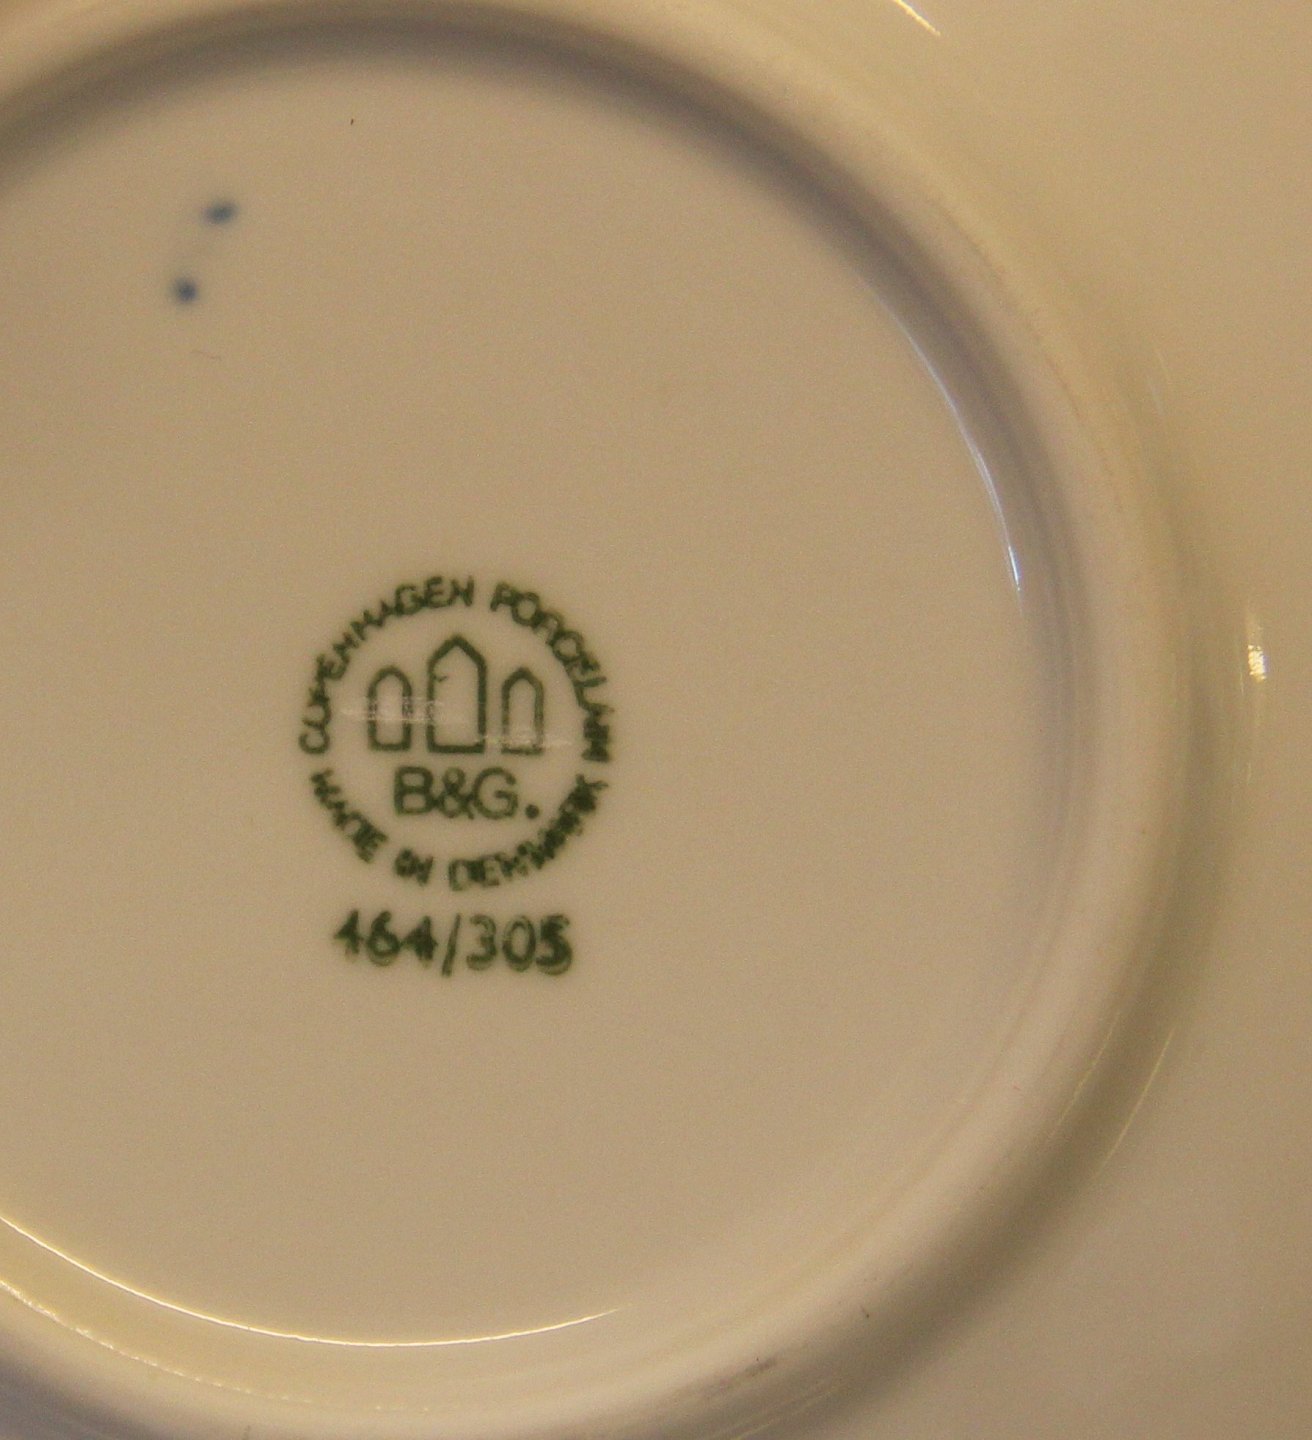 COPENHAGEN PORCELAIN
B&G.
MADE IN DENMARK
464/305